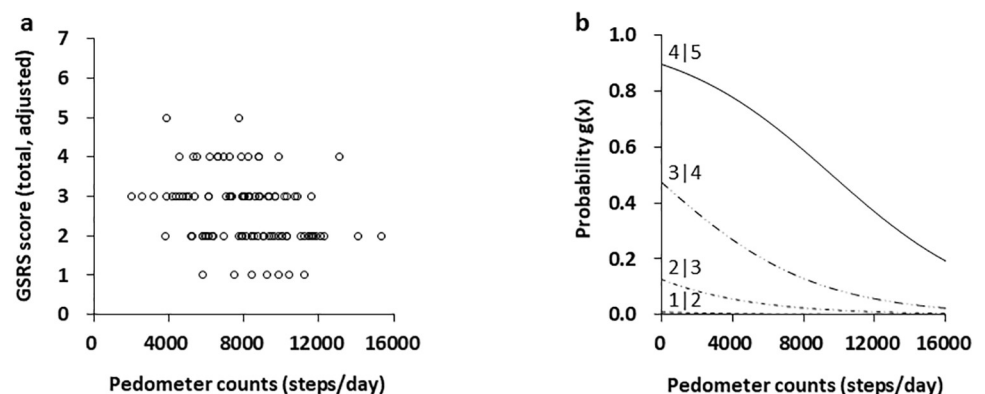 a
GSRS score (total, adjusted)
7
6
5
4
3
2
1
0
0 4000 8000 12000 16000
Pedometer counts (steps/day)
b
Probability g(x)
1.0
0.8
0.6
0.4
0.2
0.0
4|5
3|4
2|3
1|2
0 4000 8000 12000 16000
Pedometer counts (steps/day)